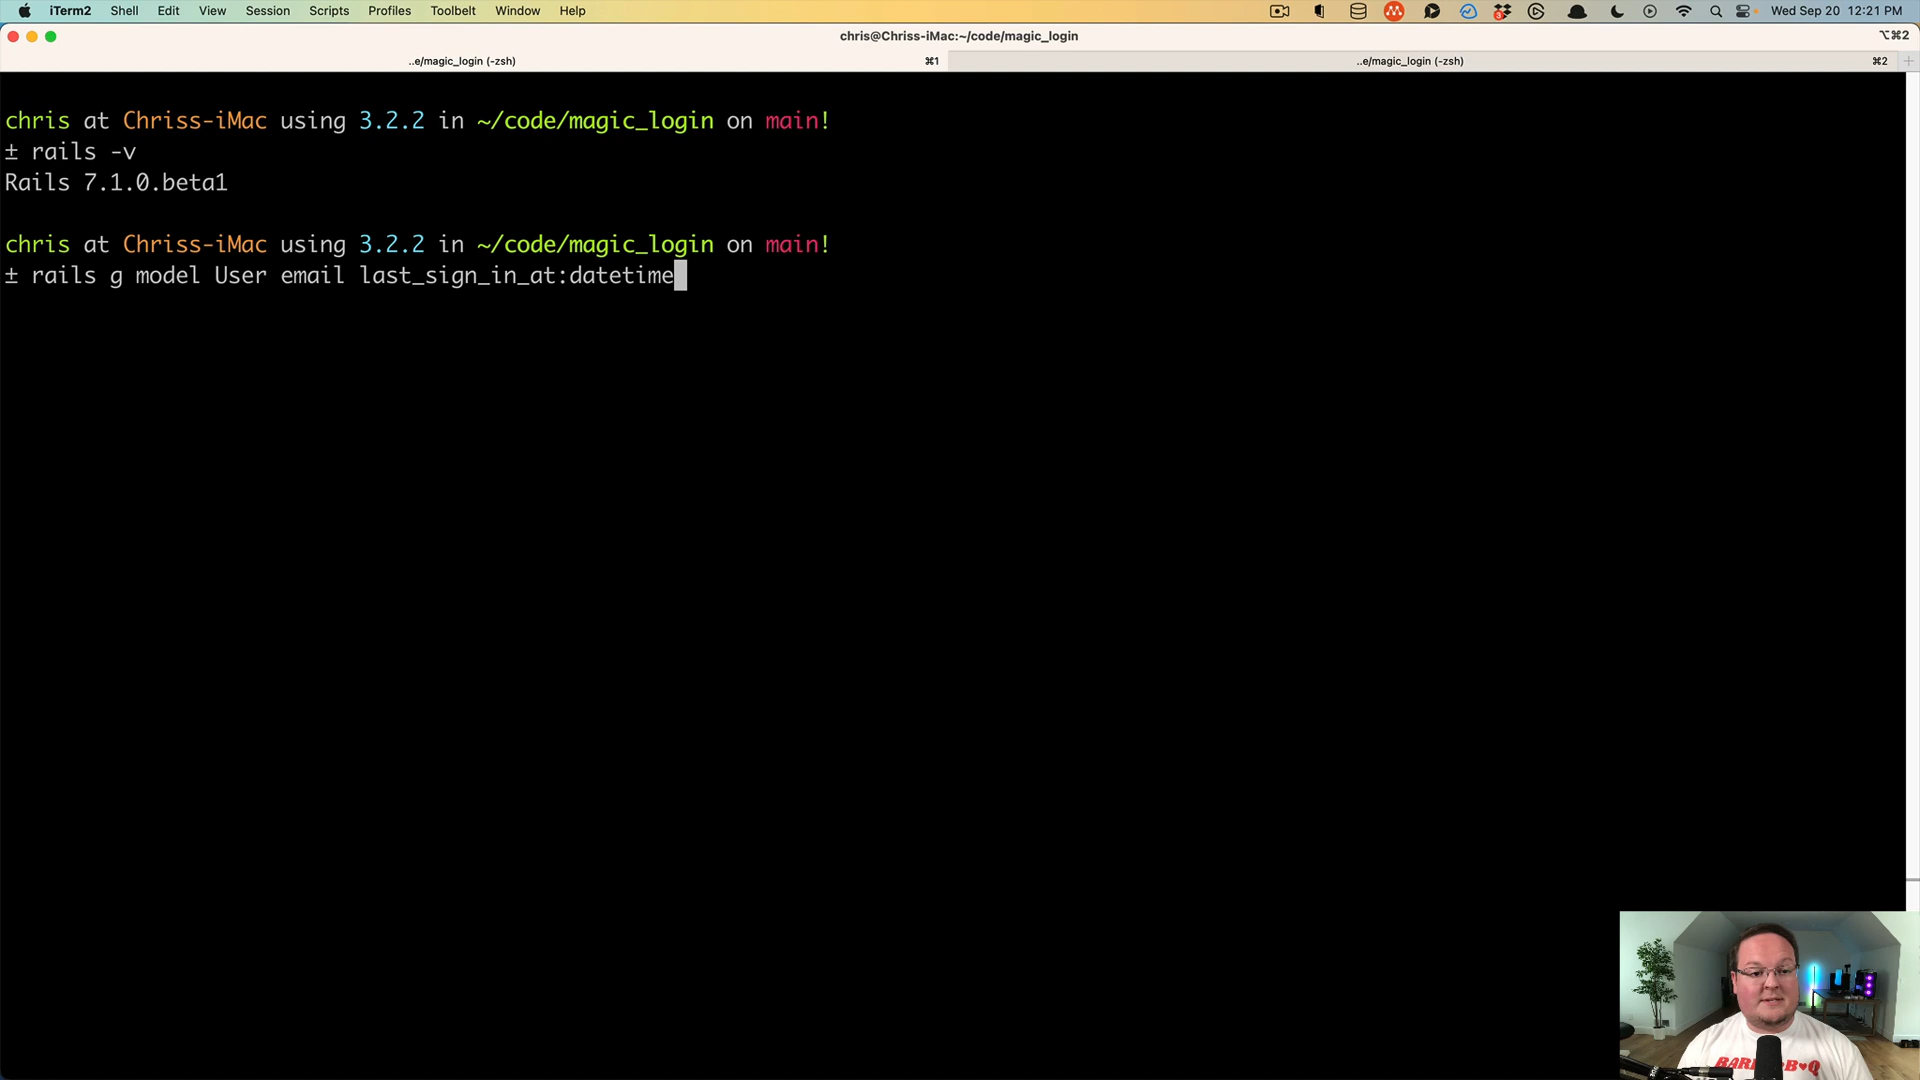 iTerm2 Shell Edit View Session Scripts Profiles Toolbelt Window Help Wed Sep 20 12:21 PM
chris@Chriss-iMac:~/code/magic_login ⌥⌘2
..e/magic_login (-zsh) ⌘1 ..e/magic_login (-zsh) ⌘2
chris at Chriss-iMac using 3.2.2 in ~/code/magic_login on main!
± rails -v
Rails 7.1.0.beta1
chris at Chriss-iMac using 3.2.2 in ~/code/magic_login on main!
± rails g model User email last_sign_in_at:datetime